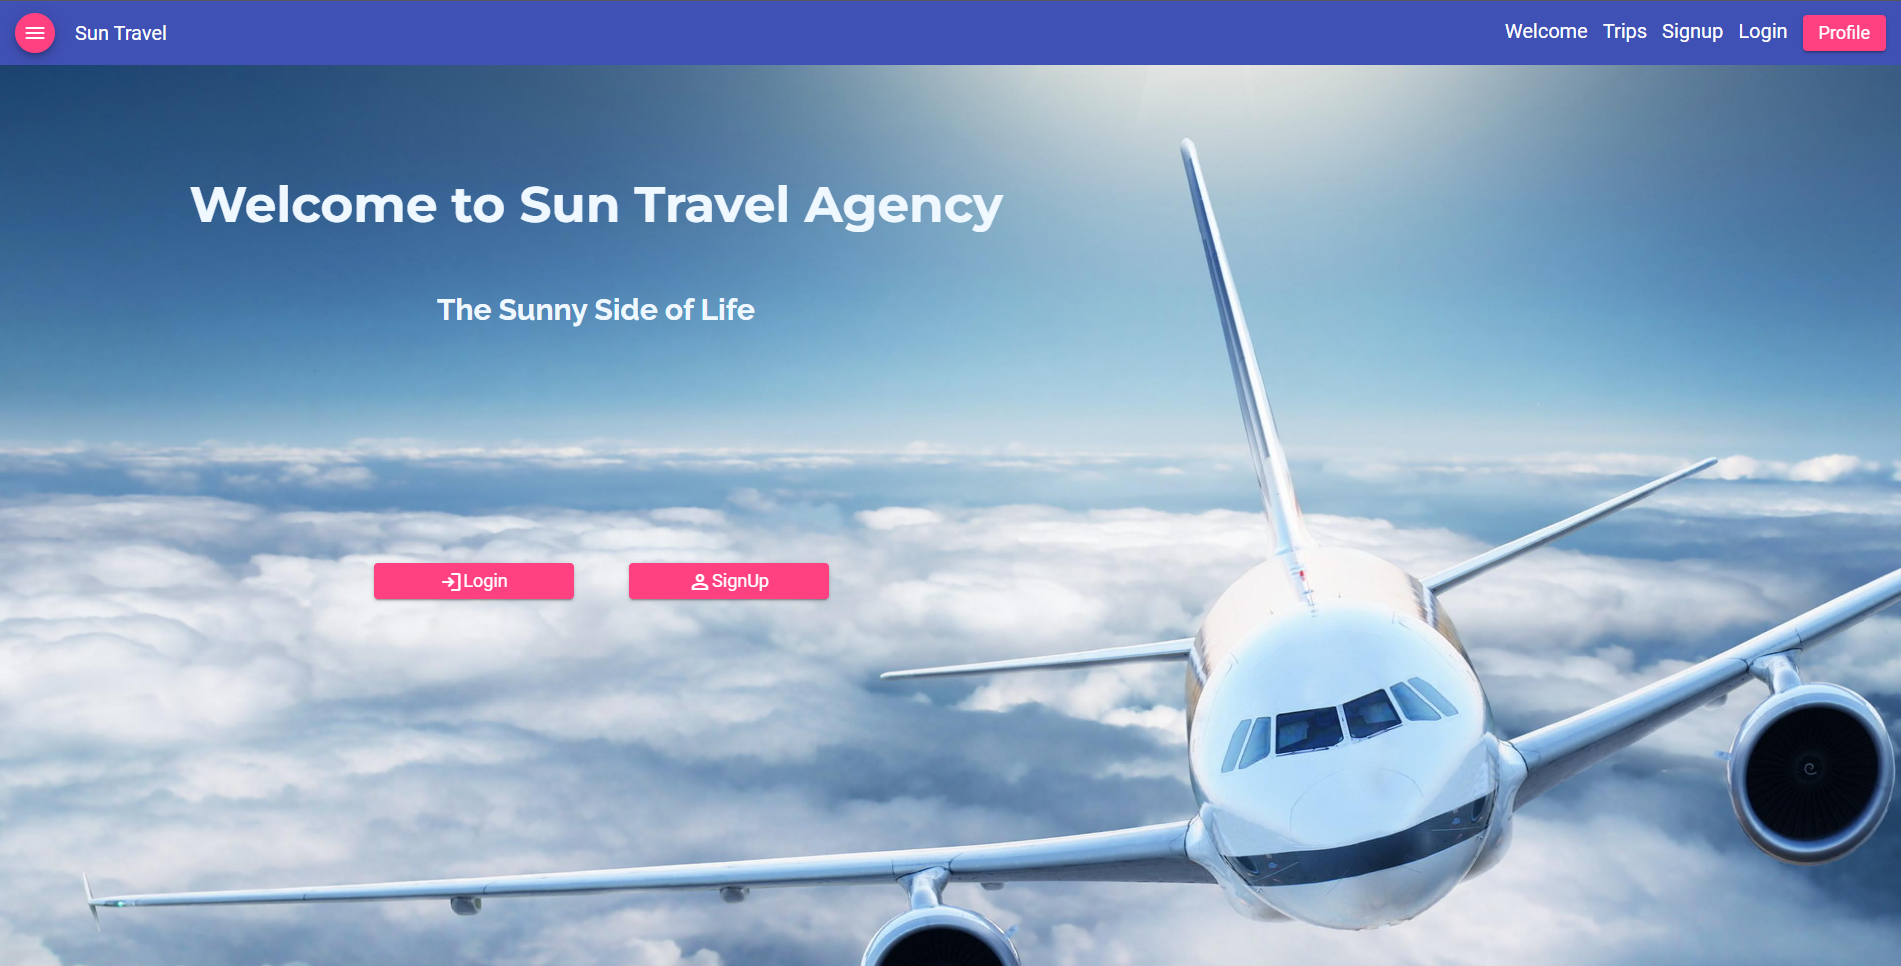 Sun Travel
Welcome Trips Signup Login Profile
Welcome to Sun Travel Agency
The Sunny Side of Life
Login
SignUp